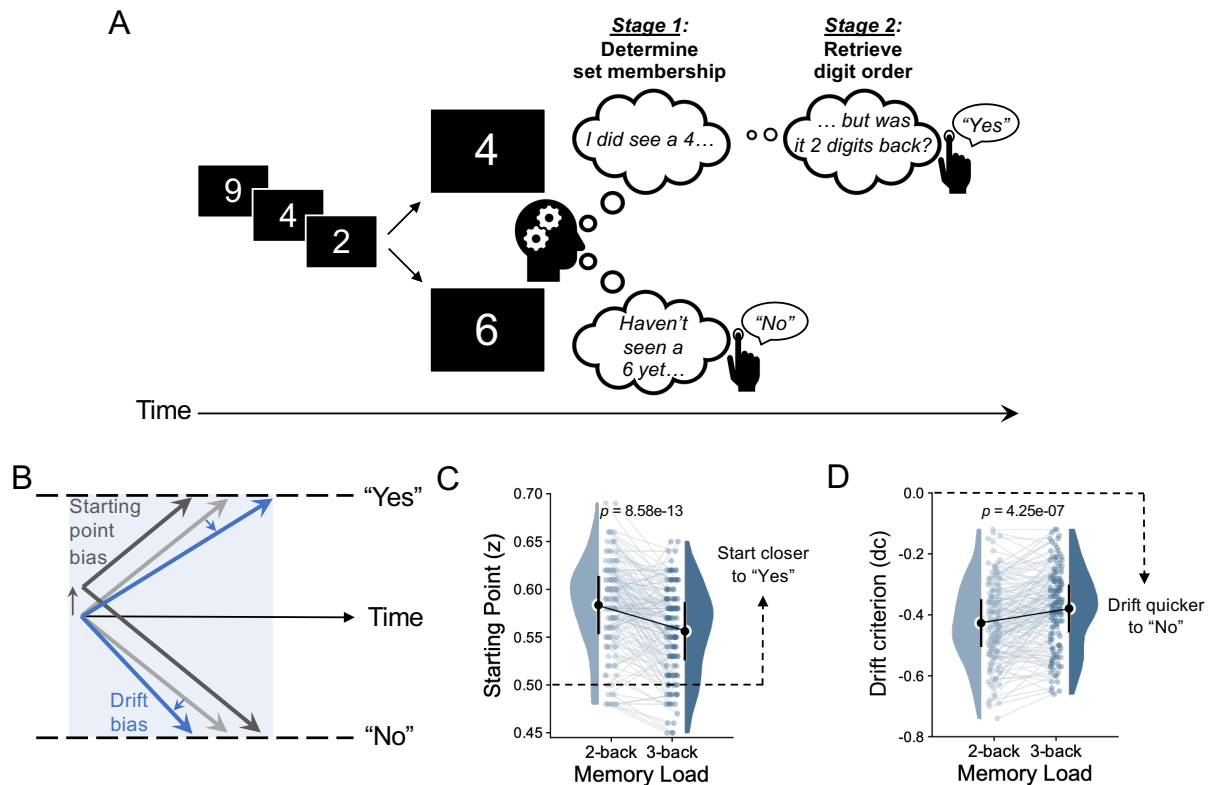 A
Stage 1:
Determine
set membership
Stage 2:
Retrieve
digit order
9
4
2
4
6
I did see a 4…
… but was
it 2 digits back?
“Yes”
Haven’t
seen a
6 yet…
“No”
Time
B
“Yes”
Starting
point
bias
Time
Drift
bias
“No”
C
Starting Point (z)
0.70
0.65
0.60
0.55
0.50
0.45
p = 8.58e-13
Start closer
to “Yes”
2-back 3-back
Memory Load
D
Drift criterion (dc)
0.0
-0.2
-0.4
-0.6
-0.8
p = 4.25e-07
Drift quicker
to “No”
2-back 3-back
Memory Load